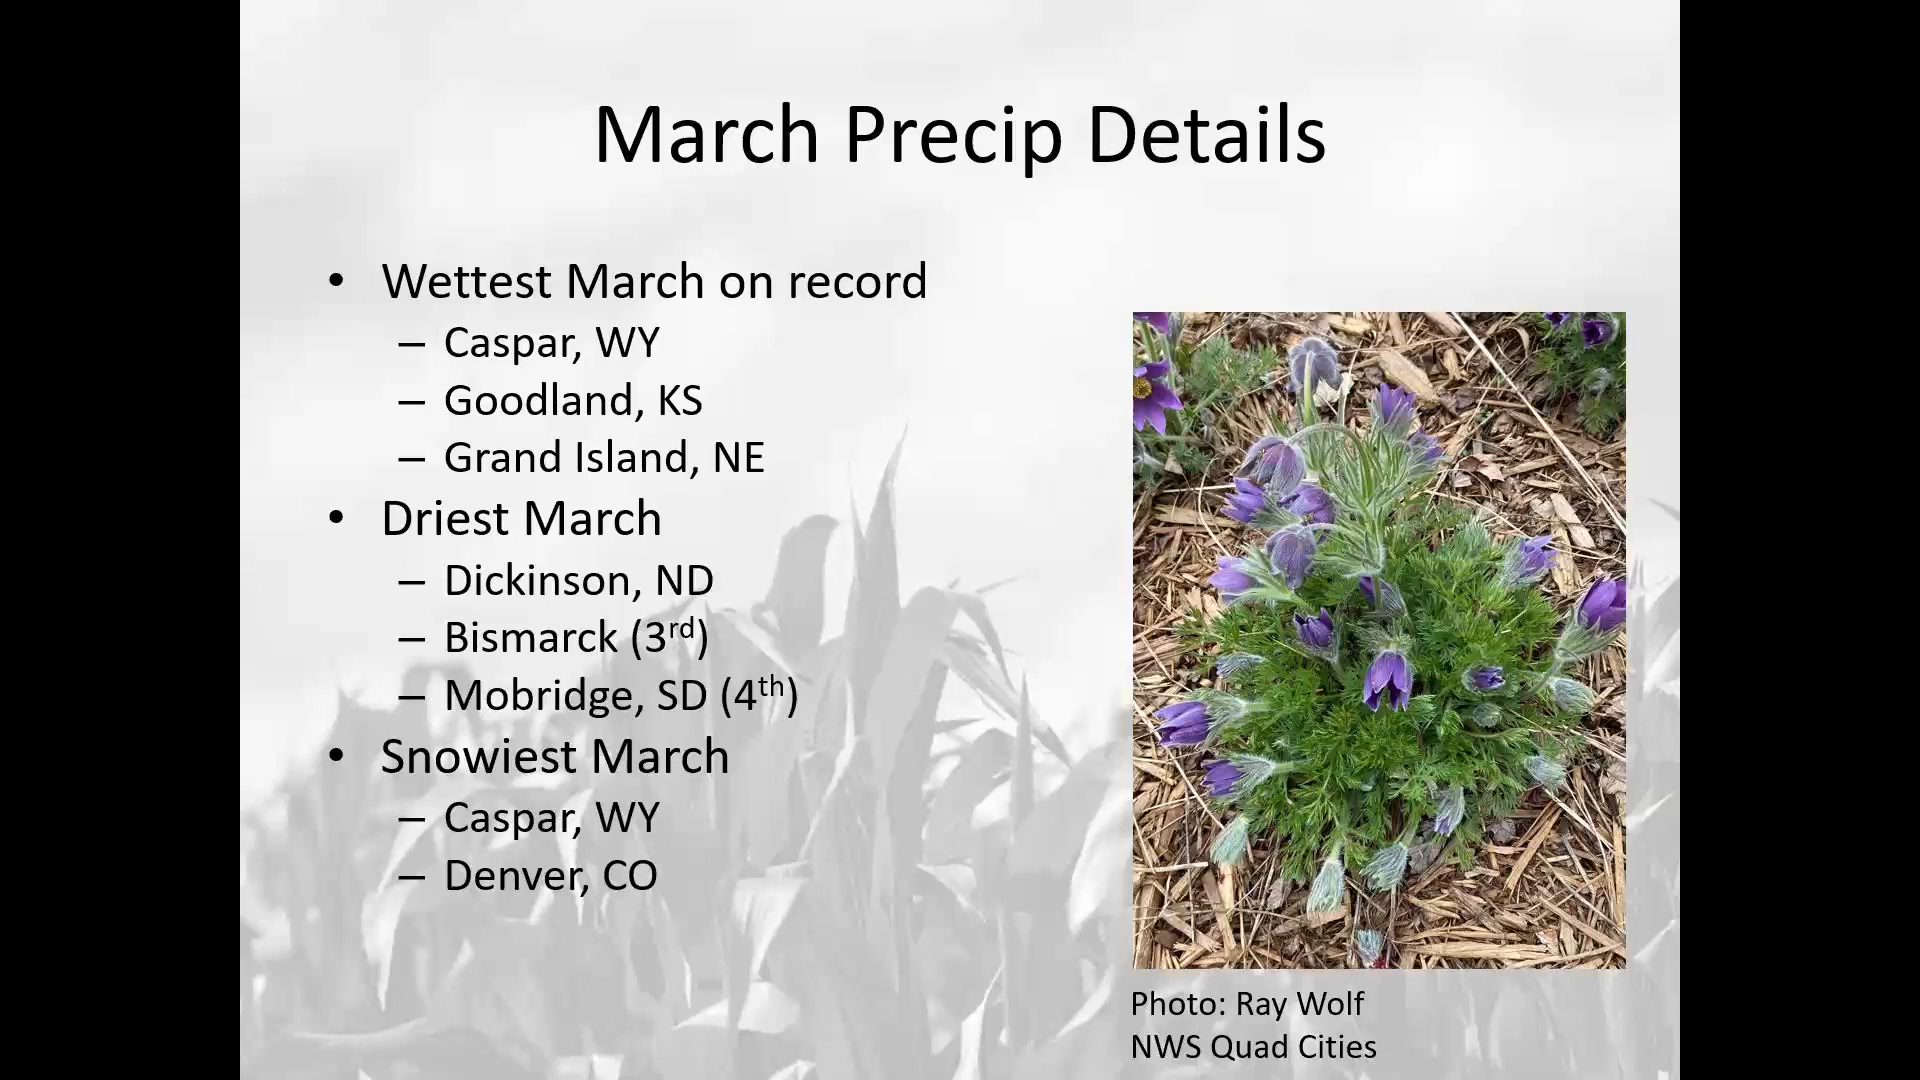 March Precip Details
• Wettest March on record
– Caspar, WY
– Goodland, KS
– Grand Island, NE
• Driest March
– Dickinson, ND
– Bismarck (3rd)
– Mobridge, SD (4th)
• Snowiest March
– Caspar, WY
– Denver, CO
Photo: Ray Wolf
NWS Quad Cities